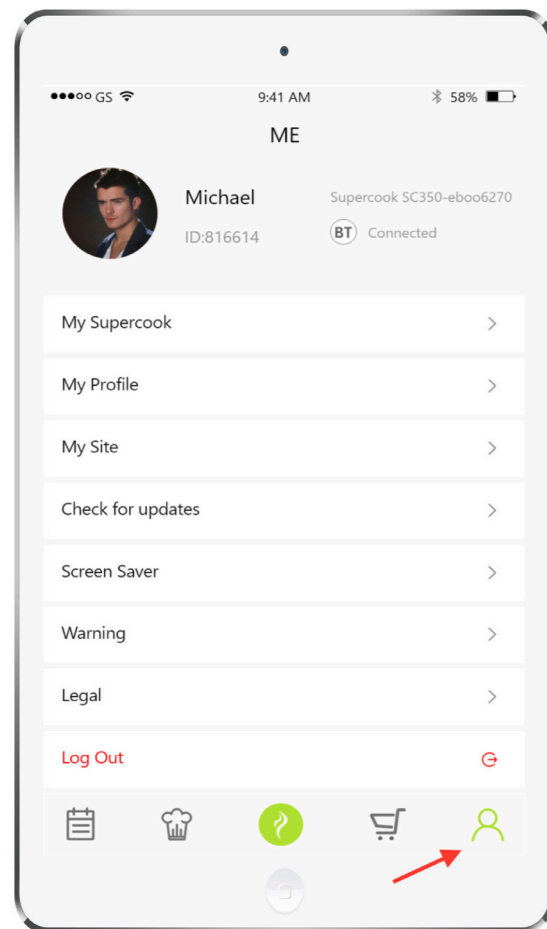 GS 9:41 AM 58%
ME
Michael Supercook SC350-eboo6270
ID:816614 BT Connected
My Supercook
My Profile
My Site
Check for updates
Screen Saver
Warning
Legal
Log Out